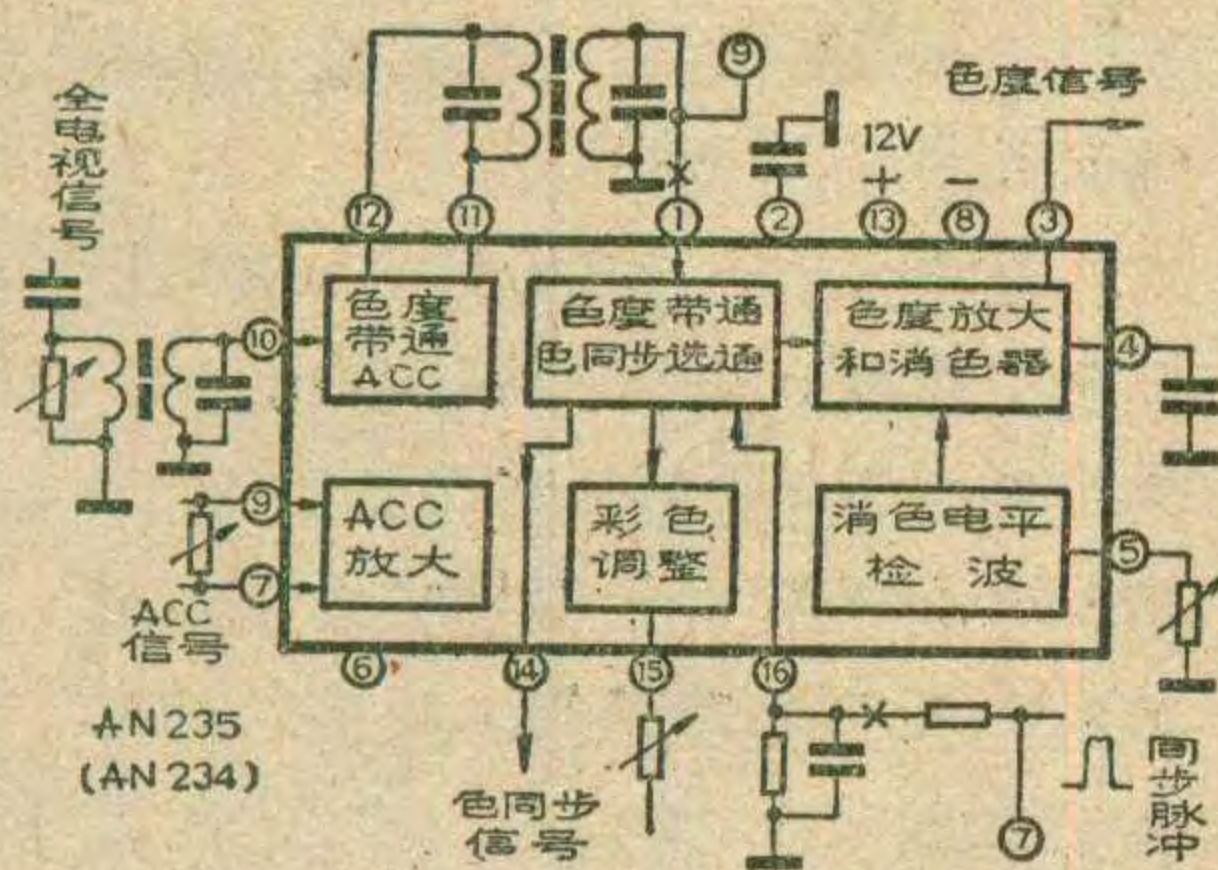 ⑨
色度信号
全电视信号
12V
+ −
⑫ ⑪ ① ② ⑬ ⑧ ③
⑩
色度
带通
ACC
色度带通
色同步选通
色度放大
和消色器
④
⑨
ACC
放大
彩色
调整
消色电平
检波
⑤
⑦
ACC
信号
⑥ ⑭ ⑮ ⑯
AN235
(AN234)
色同步
信号
⑦
同步脉冲